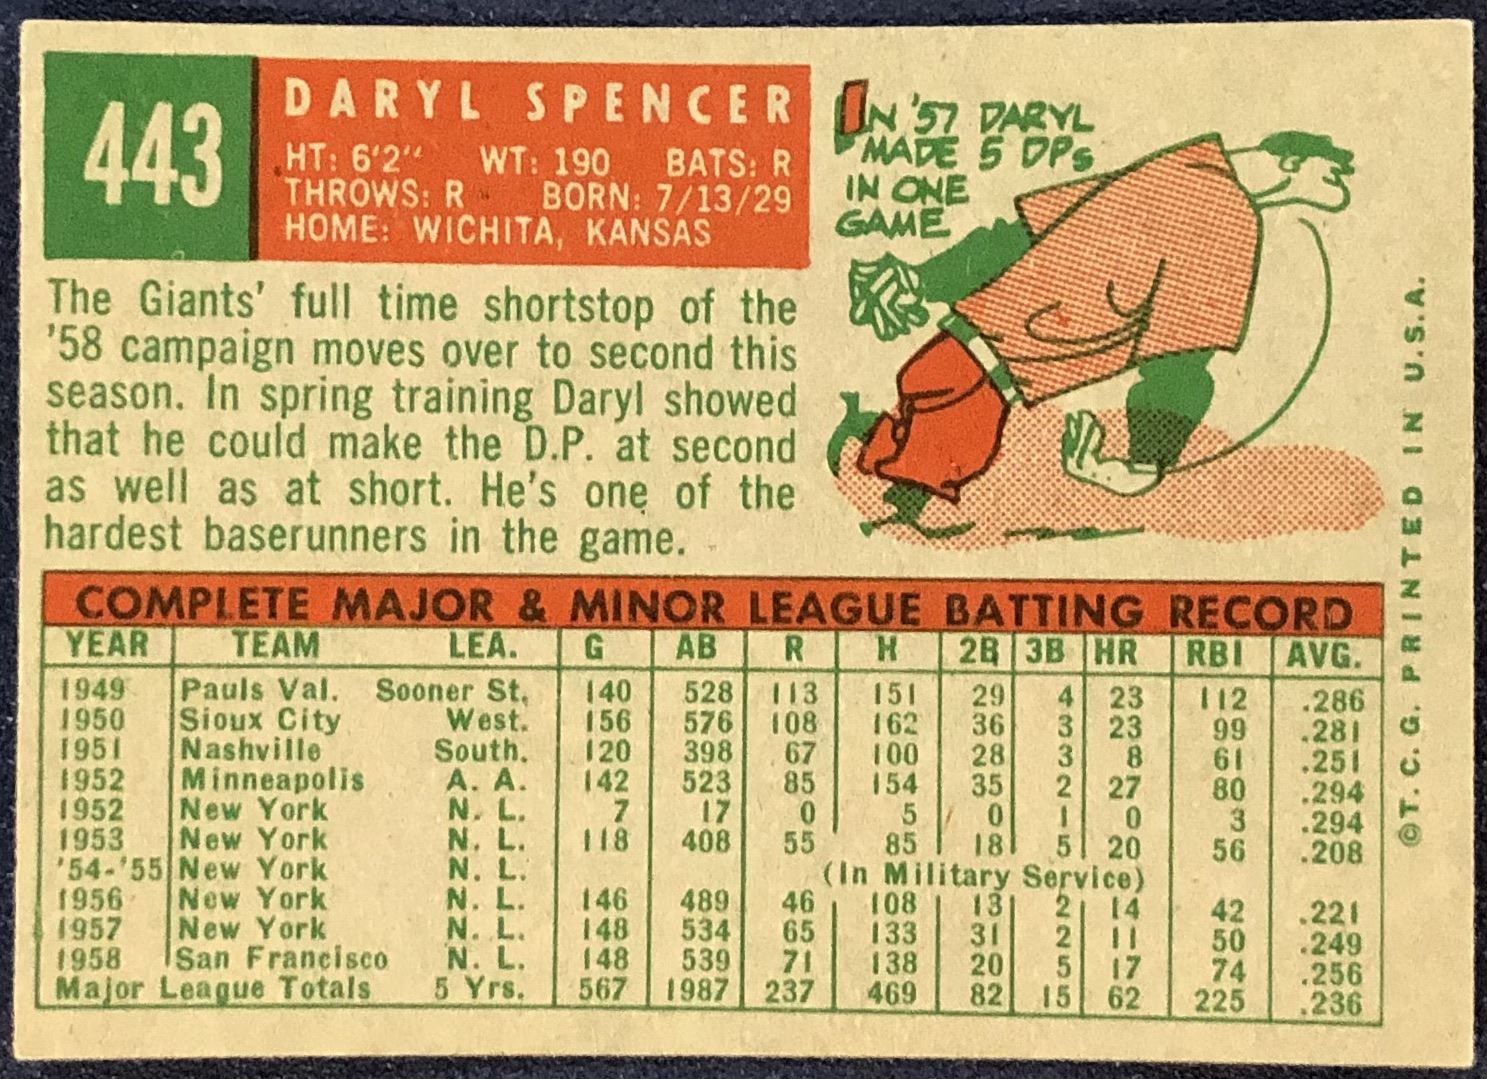 443
DARYL SPENCER
HT: 6'2" WT: 190 BATS: R
THROWS: R BORN: 7/13/29
HOME: WICHITA, KANSAS
IN '57 DARYL
MADE 5 DPs
IN ONE
GAME
The Giants' full time shortstop of the
'58 campaign moves over to second this
season. In spring training Daryl showed
that he could make the D.P. at second
as well as at short. He's one of the
hardest baserunners in the game.
COMPLETE MAJOR & MINOR LEAGUE BATTING RECORD
YEAR TEAM LEA. G AB R H 2B 3B HR RBI AVG.
1949 Pauls Val. Sooner St. 140 528 113 151 29 4 23 112 .286
1950 Sioux City West. 156 576 108 162 36 3 23 99 .281
1951 Nashville South. 120 398 67 100 28 3 8 61 .251
1952 Minneapolis A. A. 142 523 85 154 35 2 27 80 .294
1952 New York N. L. 7 17 0 5 0 1 0 3 .294
1953 New York N. L. 118 408 55 85 18 5 20 56 .208
'54-'55 New York N. L. (In Military Service)
1956 New York N. L. 146 489 46 108 13 2 14 42 .221
1957 New York N. L. 148 534 65 133 31 2 11 50 .249
1958 San Francisco N. L. 148 539 71 138 20 5 17 74 .256
Major League Totals 5 Yrs. 567 1987 237 469 82 15 62 225 .236
©T. C. G. PRINTED IN U.S.A.